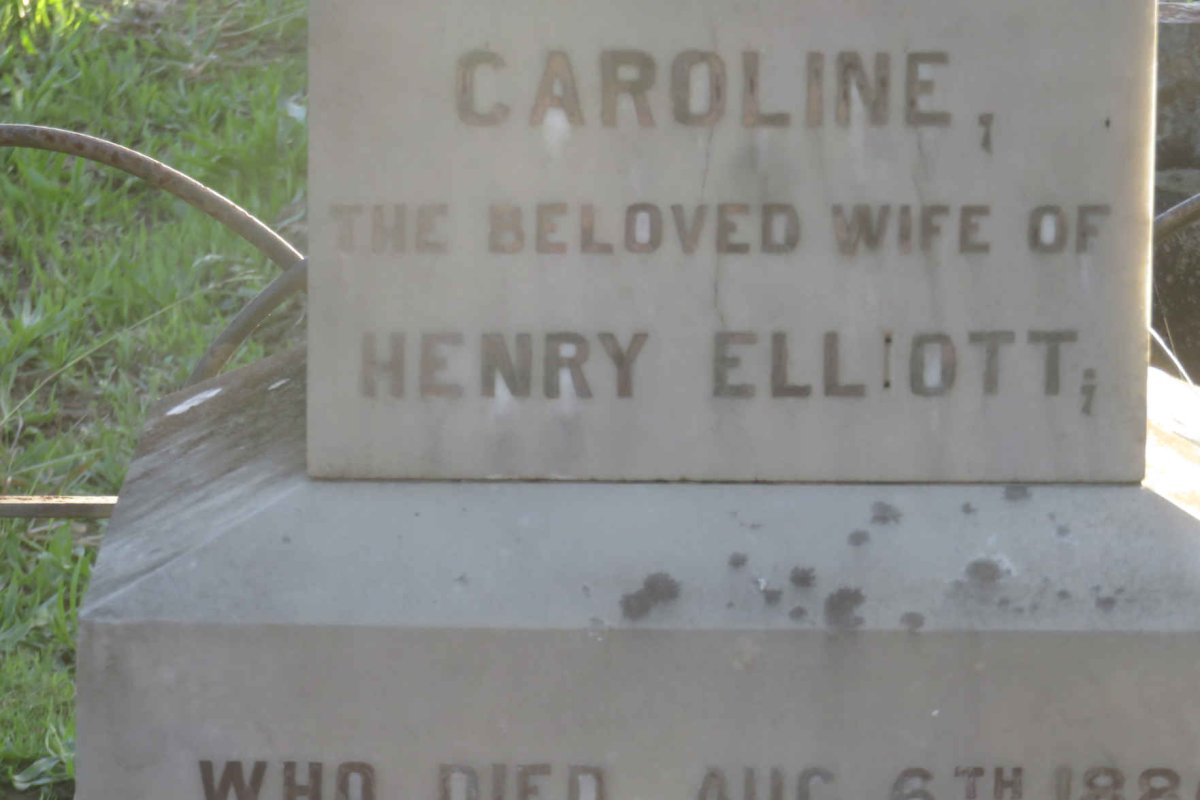 CAROLINE,
THE BELOVED WIFE OF
HENRY ELLIOTT;
WHO DIED AUG 6TH